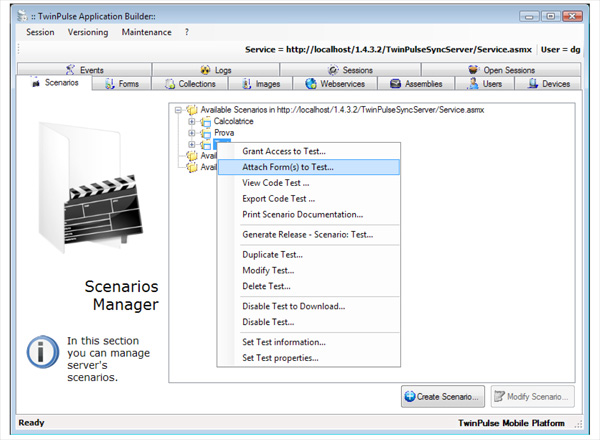 :: TwinPulse Application Builder::
Session Versioning Maintenance ?
Service = http://localhost/1.4.3.2/TwinPulseSyncServer/Service.asmx User = dg
Events Logs Sessions Open Sessions
Scenarios Forms Collections Images Webservices Assemblies Users Devices
Available Scenarios in http://localhost/1.4.3.2/TwinPulseSyncServer/Service.asmx
Calcolatrice
Prova
Avai
Avai
Grant Access to Test...
Attach Form(s) to Test...
View Code Test ...
Export Code Test ...
Print Scenario Documentation...
Generate Release - Scenario: Test...
Duplicate Test...
Modify Test...
Delete Test...
Disable Test to Download...
Disable Test...
Set Test information...
Set Test properties...
Scenarios
Manager
In this section
you can manage
server's
scenarios.
Create Scenario... Modify Scenario...
Ready TwinPulse Mobile Platform